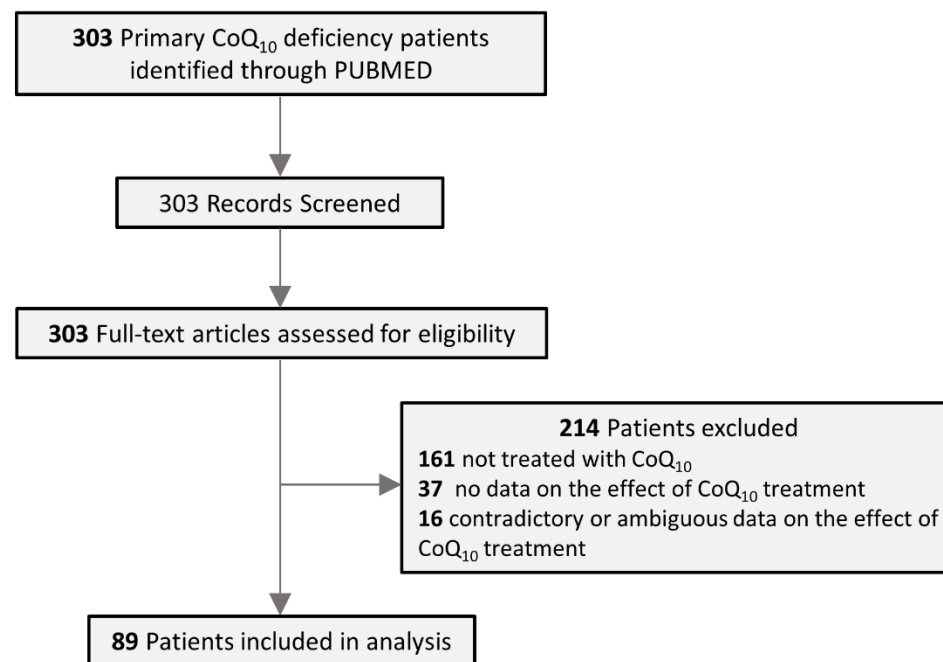 303 Primary CoQ₁₀ deficiency patients
identified through PUBMED
303 Records Screened
303 Full-text articles assessed for eligibility
214 Patients excluded
161 not treated with CoQ₁₀
37 no data on the effect of CoQ₁₀ treatment
16 contradictory or ambiguous data on the effect of
CoQ₁₀ treatment
89 Patients included in analysis